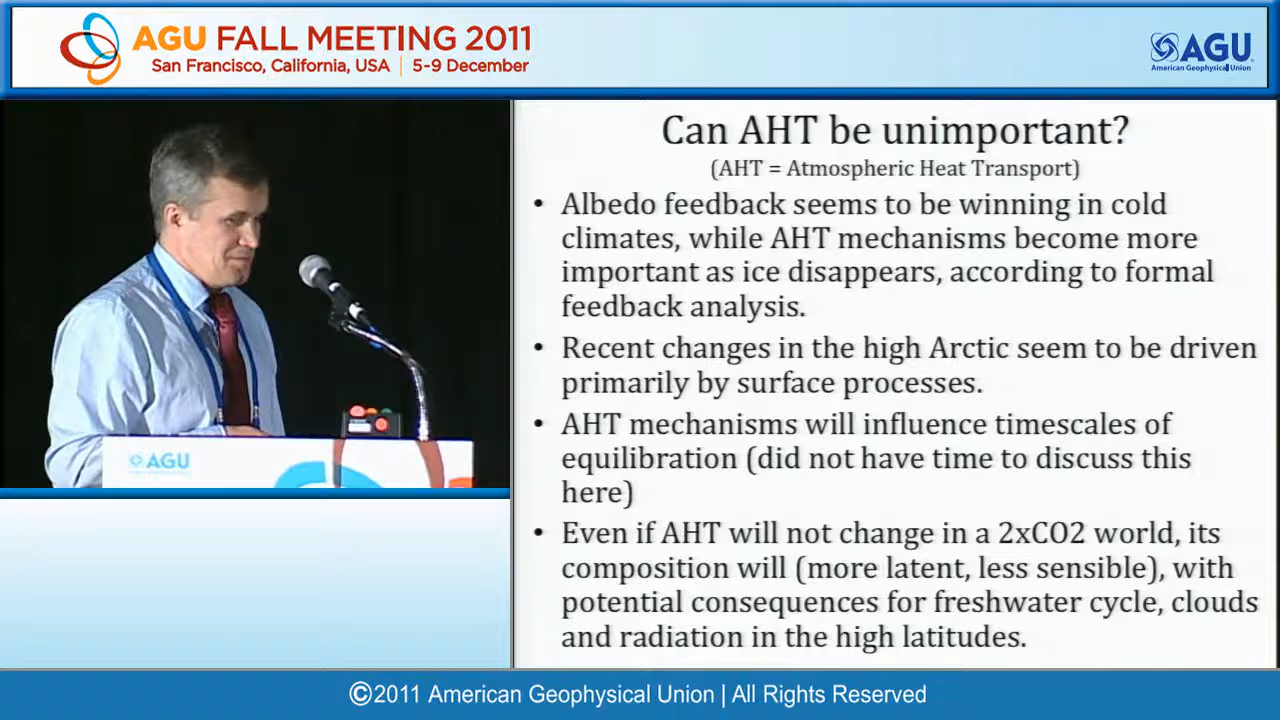 AGU FALL MEETING 2011
San Francisco, California, USA | 5-9 December
AGU
American Geophysical Union
Can AHT be unimportant?
(AHT = Atmospheric Heat Transport)
• Albedo feedback seems to be winning in cold
climates, while AHT mechanisms become more
important as ice disappears, according to formal
feedback analysis.
• Recent changes in the high Arctic seem to be driven
primarily by surface processes.
• AHT mechanisms will influence timescales of
equilibration (did not have time to discuss this
here)
• Even if AHT will not change in a 2xCO2 world, its
composition will (more latent, less sensible), with
potential consequences for freshwater cycle, clouds
and radiation in the high latitudes.
AGU
©2011 American Geophysical Union | All Rights Reserved